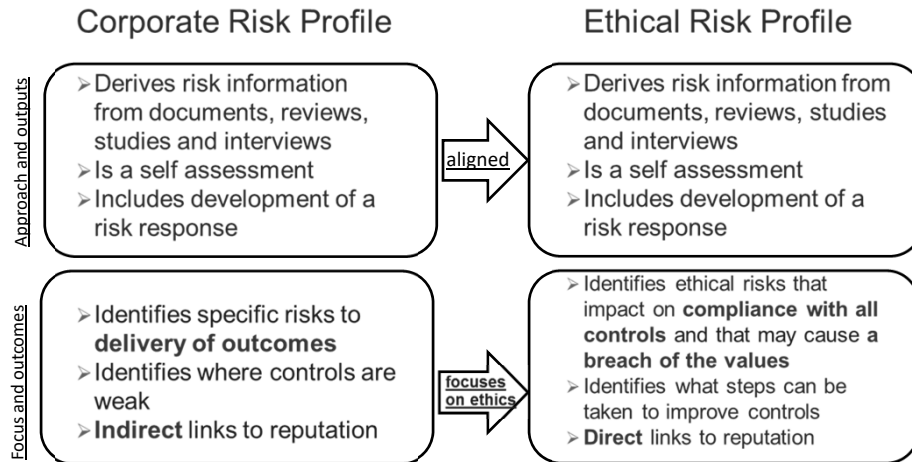 Corporate Risk Profile
Ethical Risk Profile
Approach and outputs
➢Derives risk information
from documents, reviews,
studies and interviews
➢Is a self assessment
➢Includes development of a
risk response
aligned
➢Derives risk information from
documents, reviews, studies
and interviews
➢Is a self assessment
➢Includes development of a
risk response
Focus and outcomes
➢Identifies specific risks to
delivery of outcomes
➢Identifies where controls are
weak
➢Indirect links to reputation
focuses
on ethics
➢Identifies ethical risks that
impact on compliance with all
controls and that may cause a
breach of the values
➢Identifies what steps can be
taken to improve controls
➢Direct links to reputation